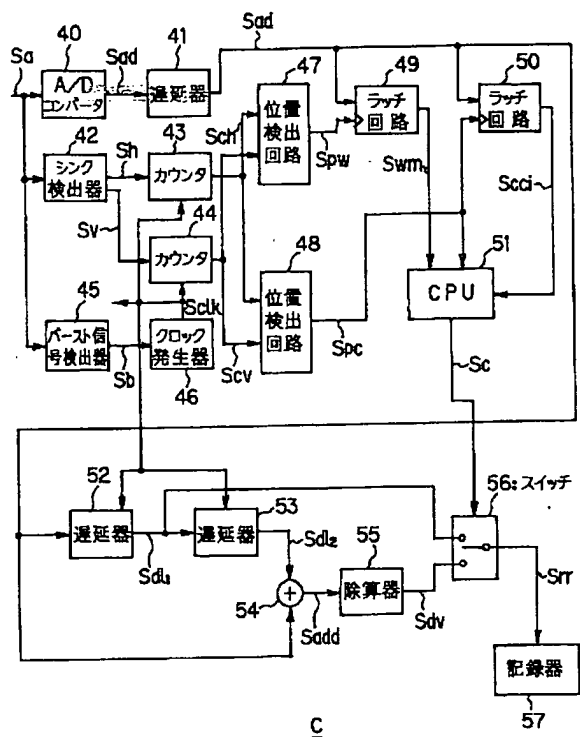 40
41
Sad
Sa
A/D
コンバータ
Sad
遅延器
47
49
50
42
43
Sch
位置
検出
回路
ラッチ
回路
ラッチ
回路
シンク
検出器
Sh
カウンタ
Spw
Swm
Scci
Sv
44
48
51
カウンタ
位置
検出
回路
CPU
45
Sclk
Spc
バースト信
号検出器
クロック
発生器
Sb
46
Scv
Sc
52
53
56:スイッチ
遅延器
遅延器
Sdl1
Sdl2
55
54
+
除算器
Sadd
Sdv
Srr
記録器
57
C